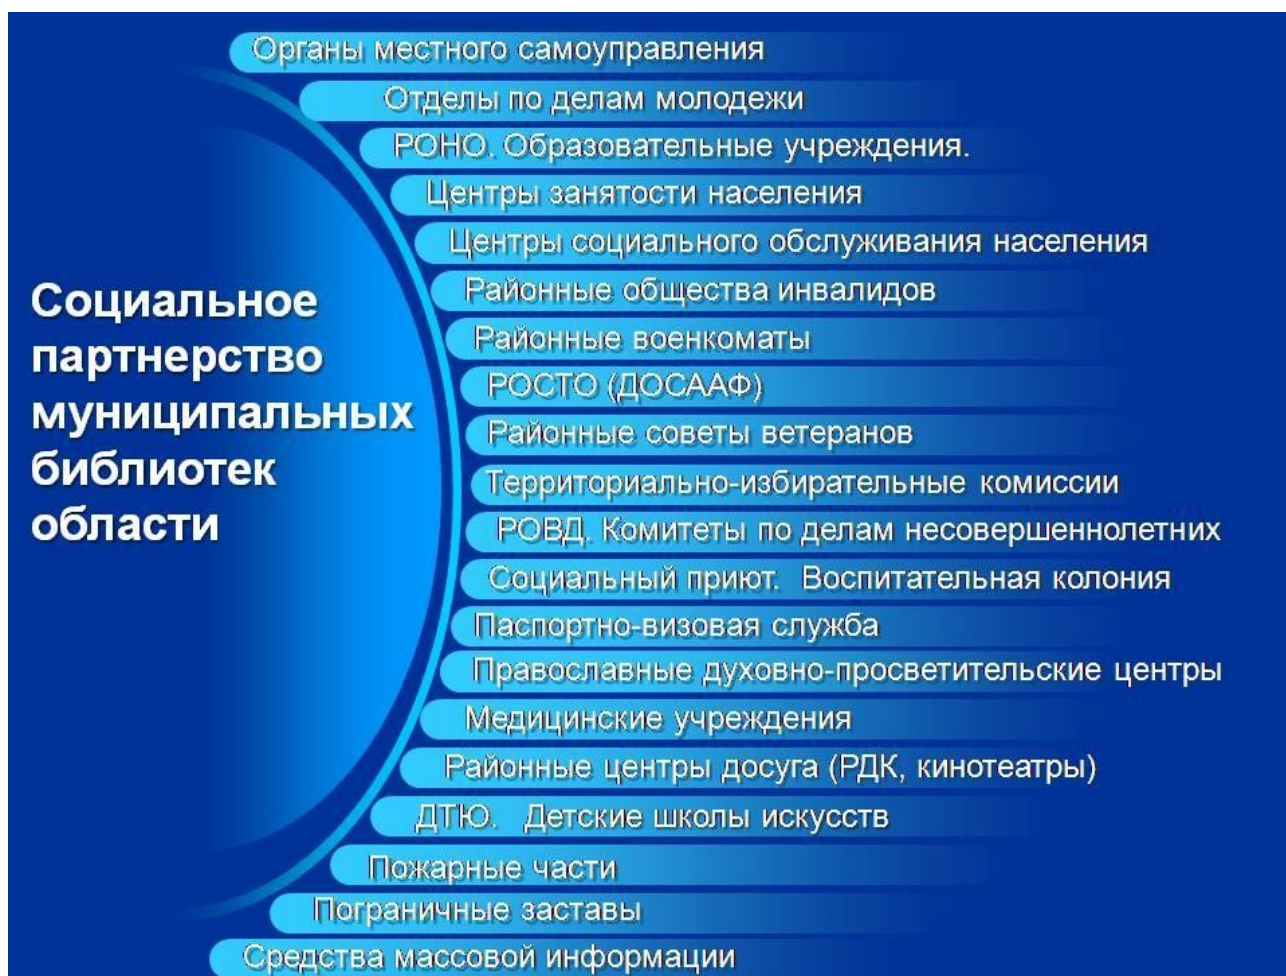 Органы местного самоуправления
Отделы по делам молодежи
РОНО. Образовательные учреждения.
Центры занятости населения
Центры социального обслуживания населения
Районные общества инвалидов
Районные военкоматы
РОСТО (ДОСААФ)
Районные советы ветеранов
Территориально-избирательные комиссии
РОВД. Комитеты по делам несовершеннолетних
Социальный приют. Воспитательная колония
Паспортно-визовая служба
Православные духовно-просветительские центры
Медицинские учреждения
Районные центры досуга (РДК, кинотеатры)
ДТЮ. Детские школы искусств
Пожарные части
Пограничные заставы
Средства массовой информации
Социальное
партнерство
муниципальных
библиотек
области